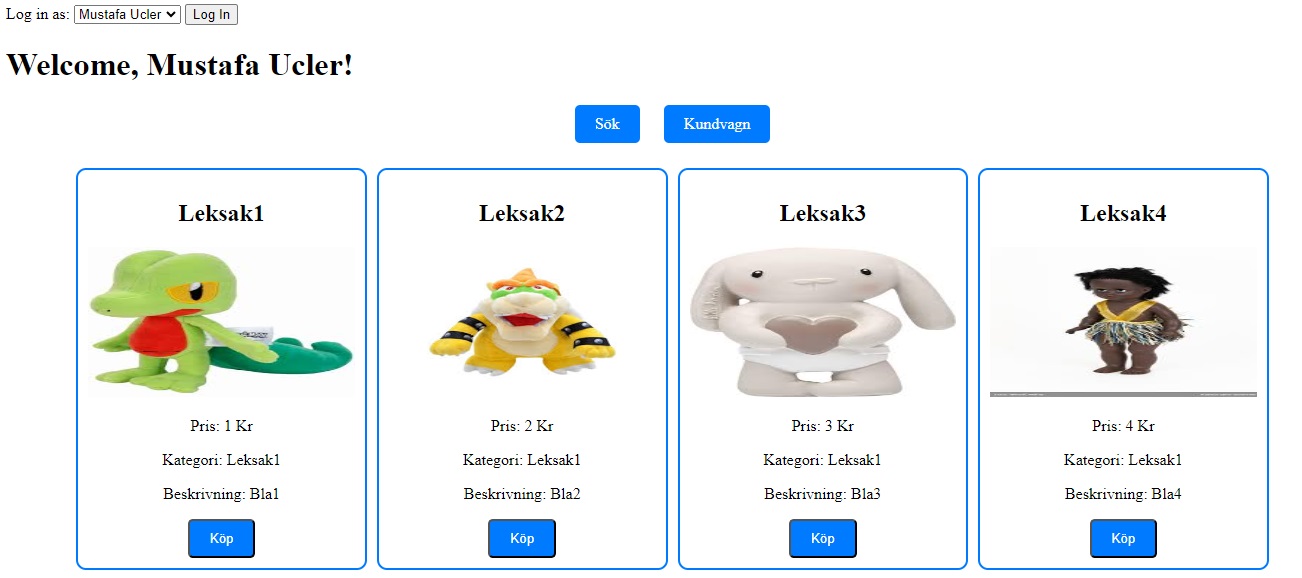 Log in as: Mustafa Ucler Log In
Welcome, Mustafa Ucler!
Sök Kundvagn
Leksak1 Leksak2 Leksak3 Leksak4
Pris: 1 Kr Pris: 2 Kr Pris: 3 Kr Pris: 4 Kr
Kategori: Leksak1 Kategori: Leksak1 Kategori: Leksak1 Kategori: Leksak1
Beskrivning: Bla1 Beskrivning: Bla2 Beskrivning: Bla3 Beskrivning: Bla4
Köp Köp Köp Köp